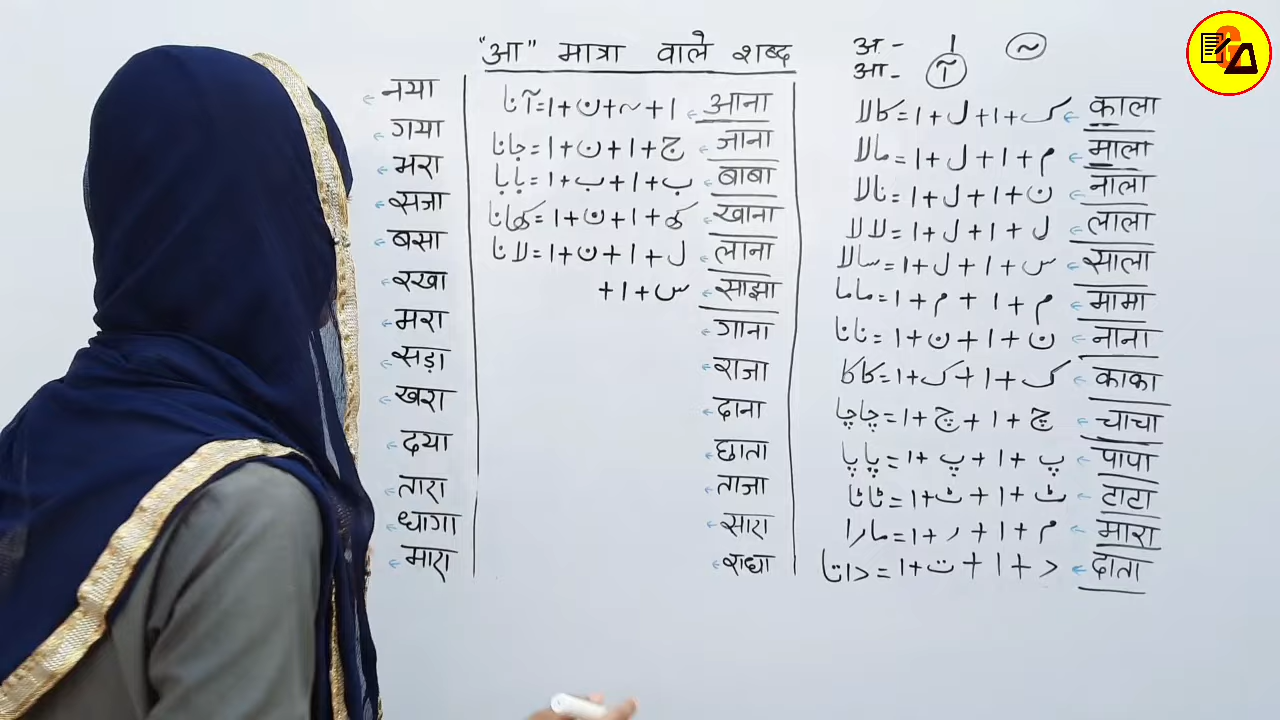 "आ" मात्रा वाले शब्द
अ - ا ~
आ - آ
काला ← ک + ا + ل + ا = کالا
माला ← م + ا + ل + ا = مالا
नाला ← ن + ا + ل + ا = نالا
लाला ← ل + ا + ل + ا = لالا
साला ← س + ا + ل + ا = سالا
मामा ← م + ا + م + ا = ماما
नाना ← ن + ا + ن + ا = نانا
काका ← ک + ا + ک + ا = کاکا
चाचा ← چ + ا + چ + ا = چاچا
पापा ← پ + ا + پ + ا = پاپا
टाटा ← ٹ + ا + ٹ + ا = ٹاٹا
मारा ← م + ا + ر + ا = مارا
दाता ← د + ا + ت + ا = داتا
आना ← ا + ~ + ن + ا = آنا
जाना ← ج + ا + ن + ا = جانا
बाबा ← ب + ا + ب + ا = بابا
खाना ← کھ + ا + ن + ا = کھانا
लाना ← ل + ا + ن + ا = لانا
साझा ← س + ا +
गाना ←
राजा ←
दाना ←
छाता ←
ताजा ←
सारा ←
राधा ←
नया ←
गया ←
भरा ←
सजा ←
बसा ←
रखा ←
मरा ←
सड़ा ←
खरा ←
दया ←
तारा ←
धागा ←
मारा ←